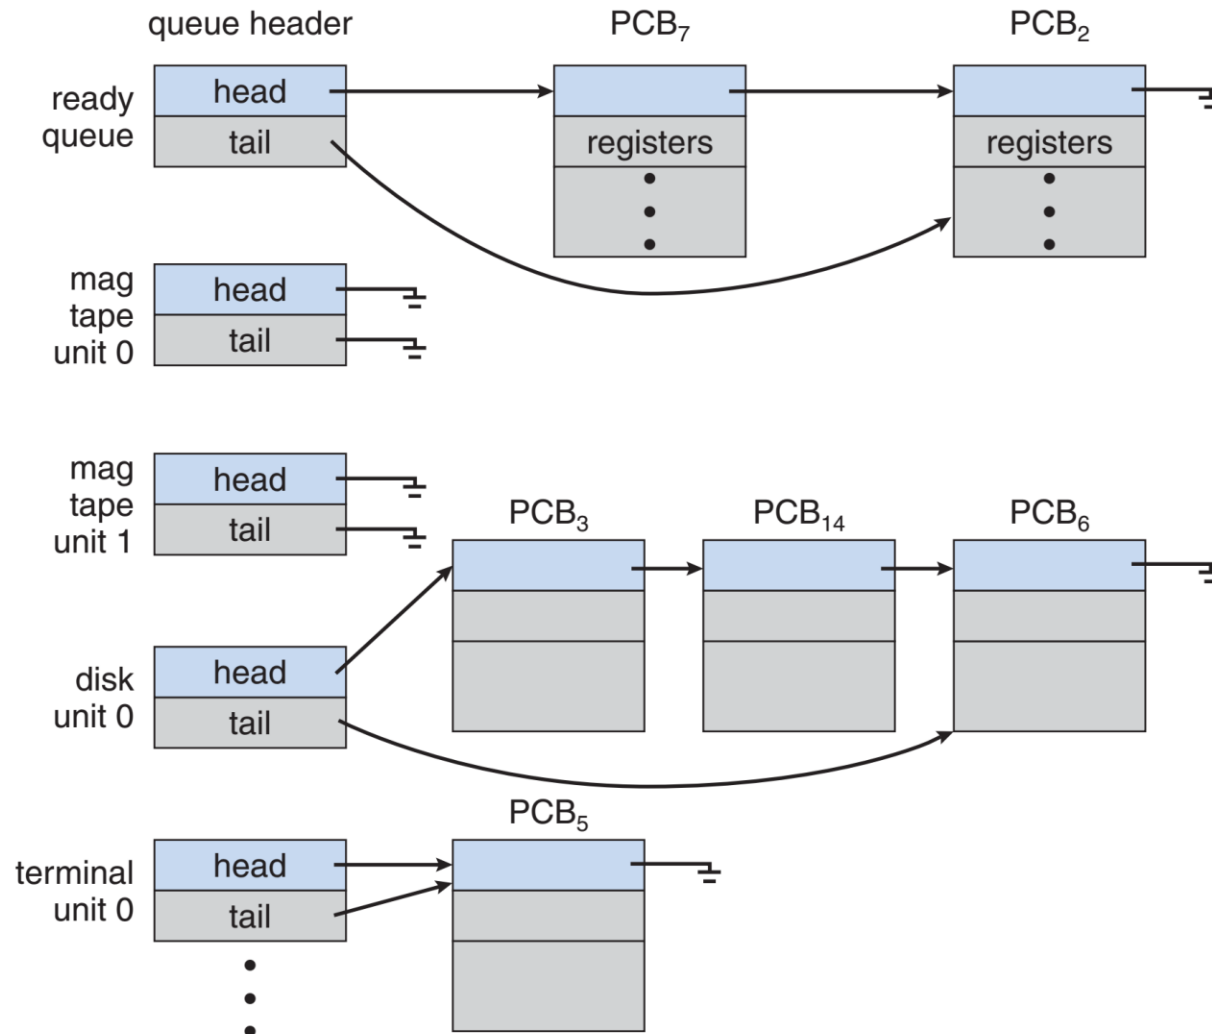 queue header
PCB₇
PCB₂
ready
queue
head
tail
registers
registers
mag
tape
unit 0
head
tail
mag
tape
unit 1
head
tail
PCB₃
PCB₁₄
PCB₆
disk
unit 0
head
tail
PCB₅
terminal
unit 0
head
tail